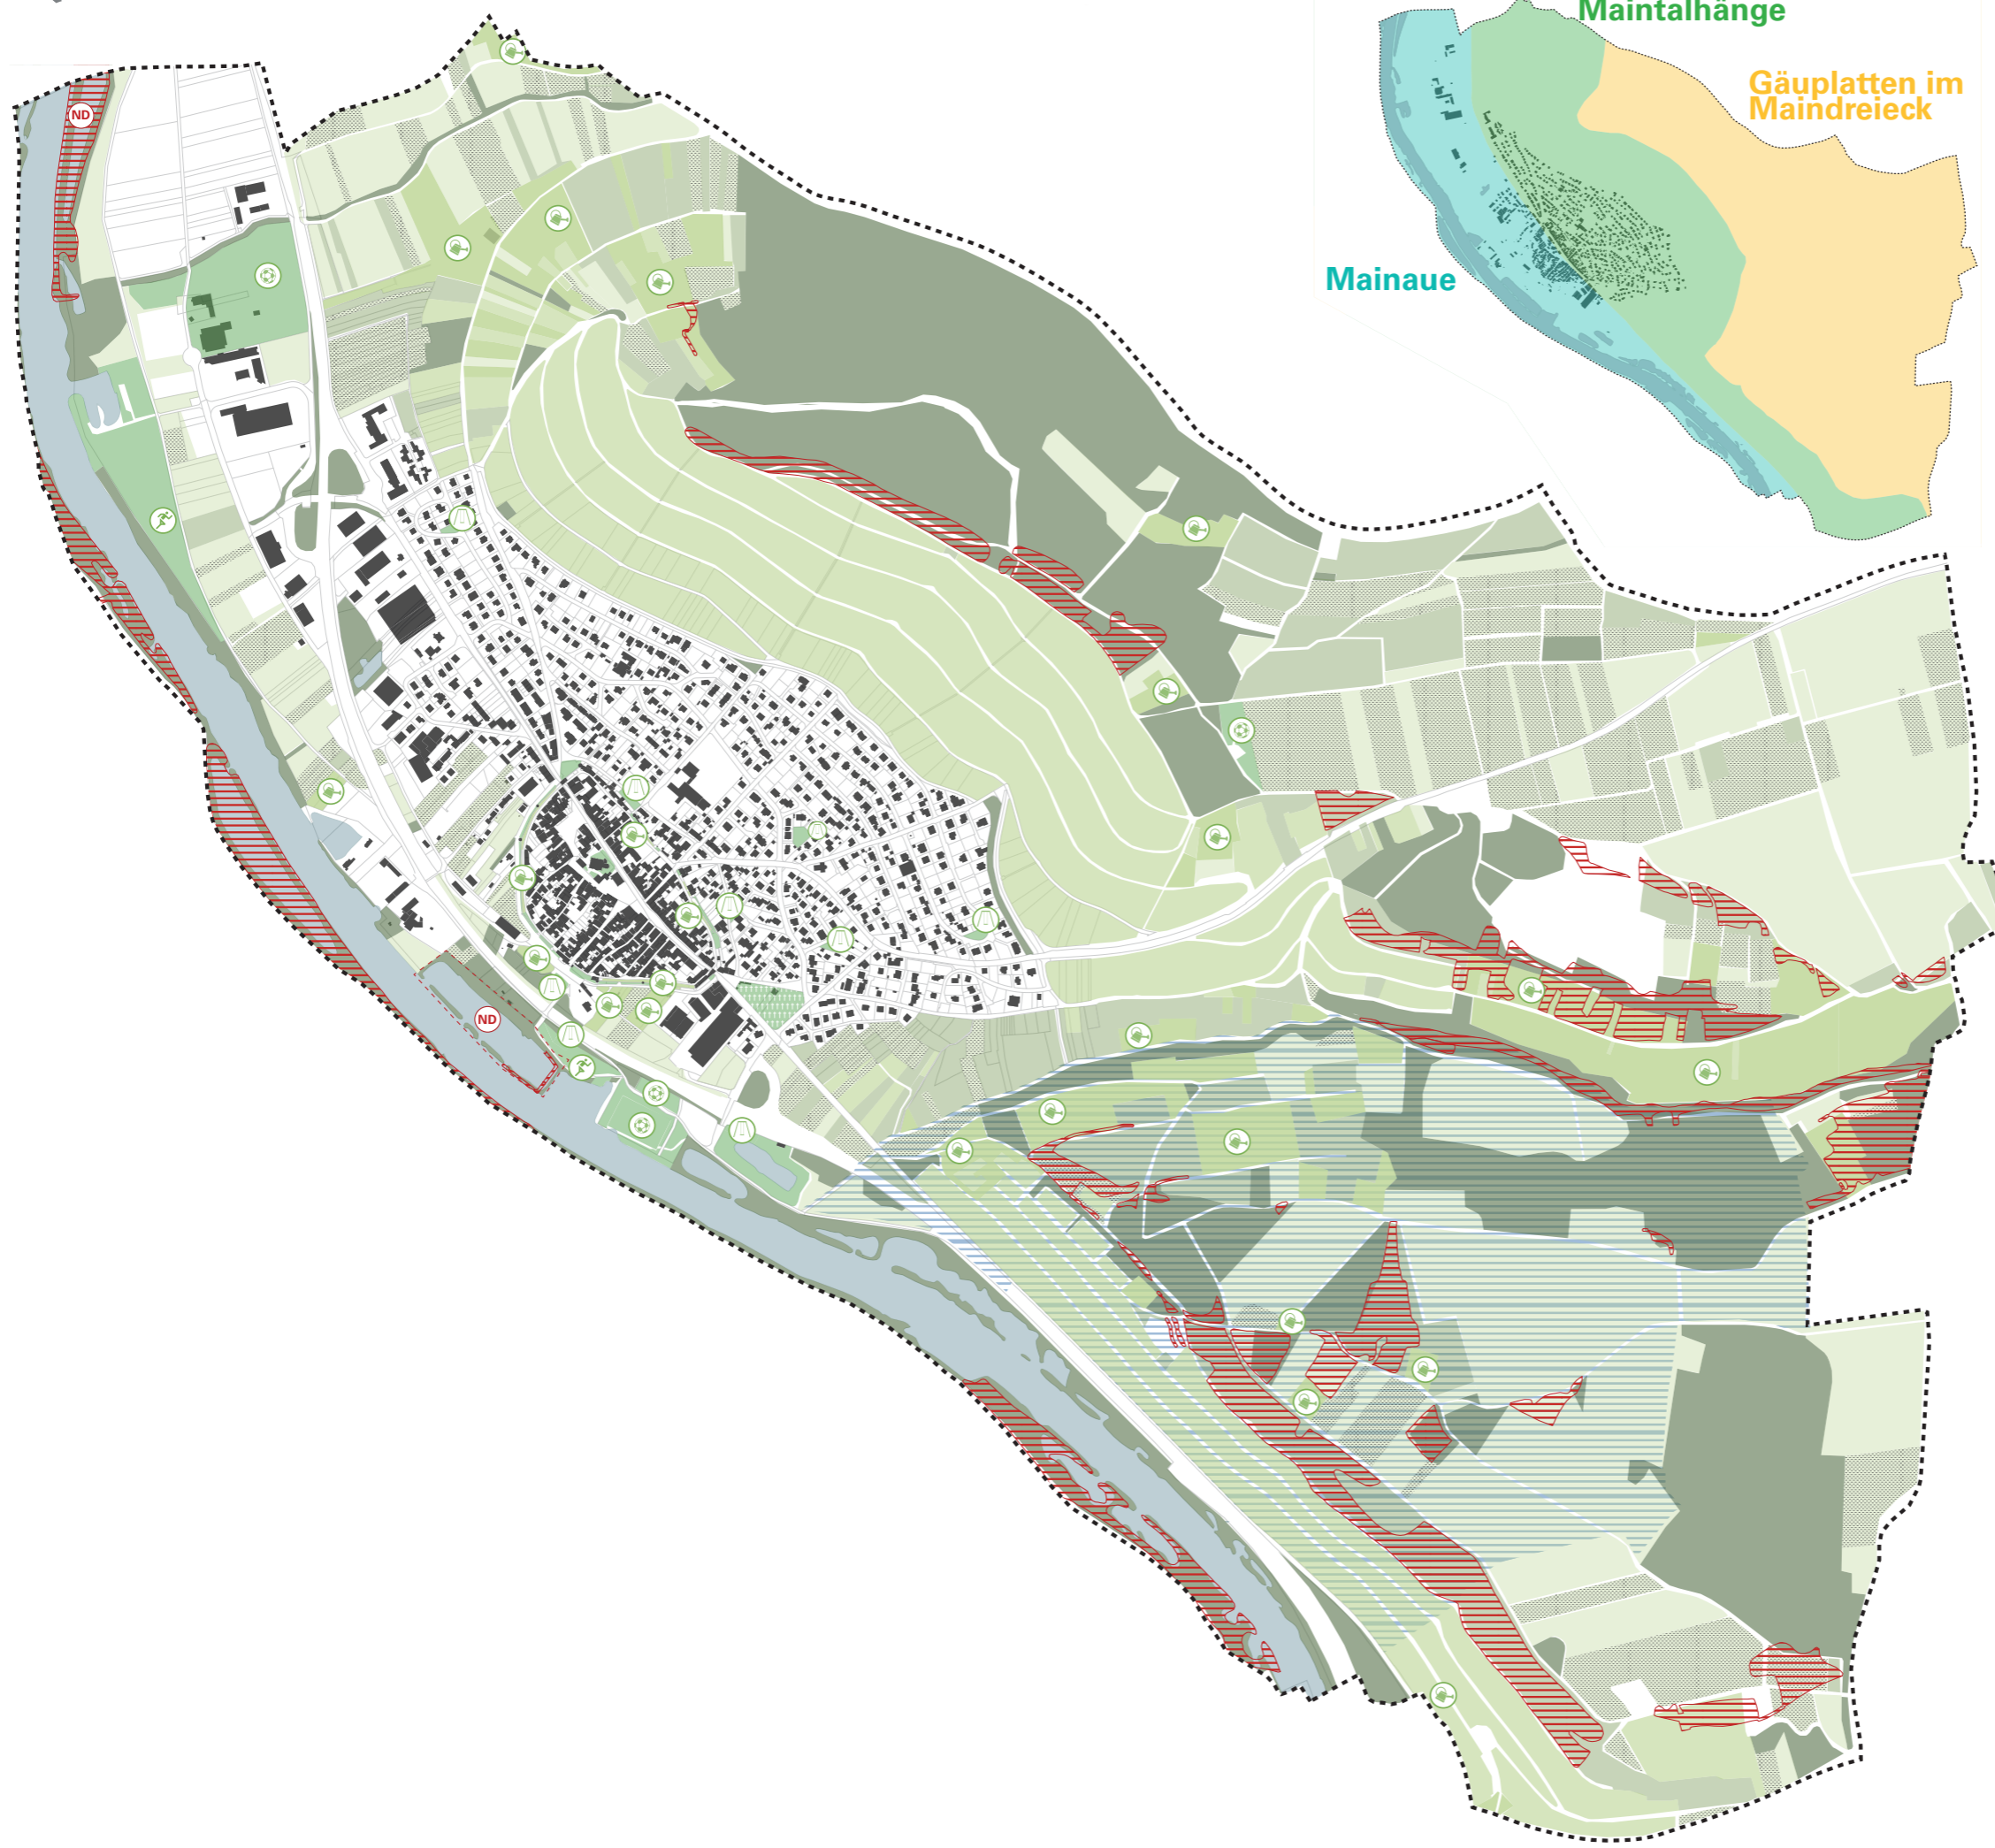 Maintalhänge
Gäuplatten im
Maindreieck
Mainaue
ND
ND